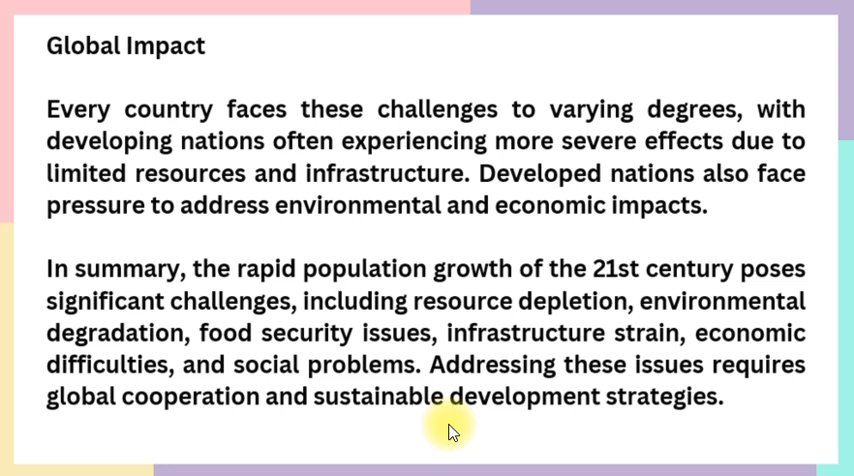 Global Impact
Every country faces these challenges to varying degrees, with
developing nations often experiencing more severe effects due to
limited resources and infrastructure. Developed nations also face
pressure to address environmental and economic impacts.
In summary, the rapid population growth of the 21st century poses
significant challenges, including resource depletion, environmental
degradation, food security issues, infrastructure strain, economic
difficulties, and social problems. Addressing these issues requires
global cooperation and sustainable development strategies.